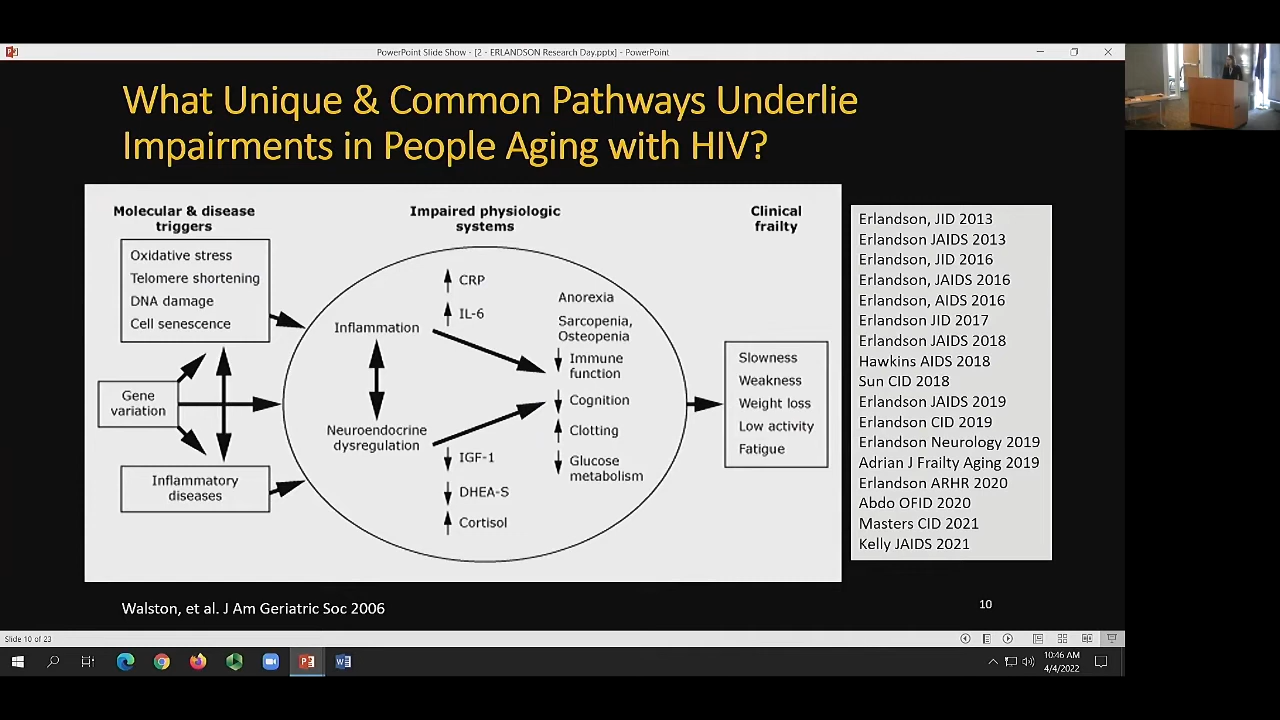 PowerPoint Slide Show - [2 - ERLANDSON Research Day.pptx] - PowerPoint
What Unique & Common Pathways Underlie
Impairments in People Aging with HIV?
Molecular & disease
triggers
Oxidative stress
Telomere shortening
DNA damage
Cell senescence
Gene
variation
Inflammatory
diseases
Impaired physiologic
systems
CRP
IL-6
Inflammation
Neuroendocrine
dysregulation
IGF-1
DHEA-S
Cortisol
Anorexia
Sarcopenia,
Osteopenia
Immune
function
Cognition
Clotting
Glucose
metabolism
Clinical
frailty
Slowness
Weakness
Weight loss
Low activity
Fatigue
Erlandson, JID 2013
Erlandson JAIDS 2013
Erlandson, JID 2016
Erlandson, JAIDS 2016
Erlandson, AIDS 2016
Erlandson JID 2017
Erlandson JAIDS 2018
Hawkins AIDS 2018
Sun CID 2018
Erlandson JAIDS 2019
Erlandson CID 2019
Erlandson Neurology 2019
Adrian J Frailty Aging 2019
Erlandson ARHR 2020
Abdo OFID 2020
Masters CID 2021
Kelly JAIDS 2021
Walston, et al. J Am Geriatric Soc 2006
10
Slide 10 of 23
10:46 AM
4/4/2022